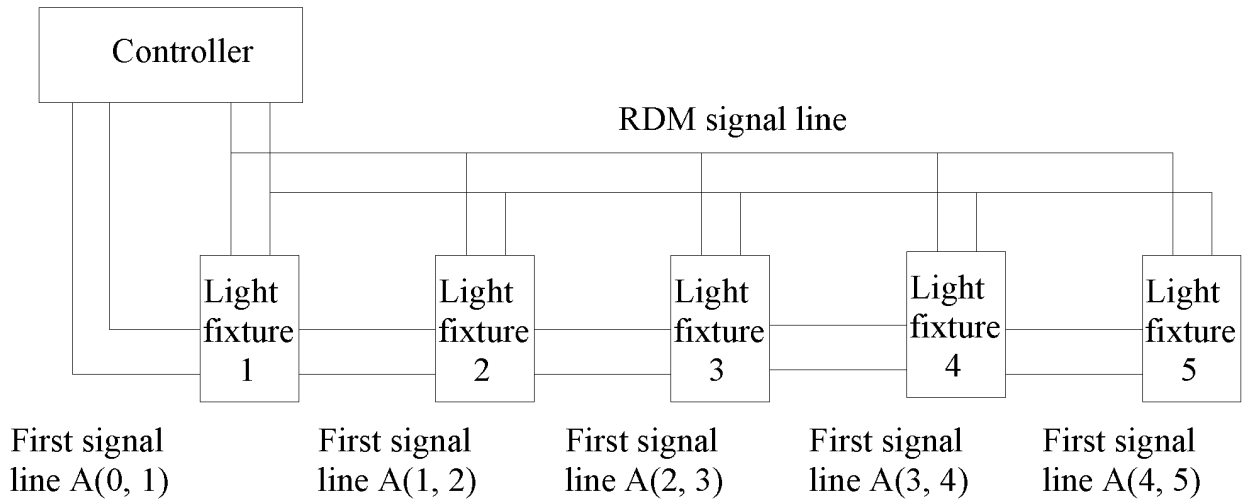 Controller
RDM signal line
Light
fixture
1
Light
fixture
2
Light
fixture
3
Light
fixture
4
Light
fixture
5
First signal
line A(0, 1)
First signal
line A(1, 2)
First signal
line A(2, 3)
First signal
line A(3, 4)
First signal
line A(4, 5)